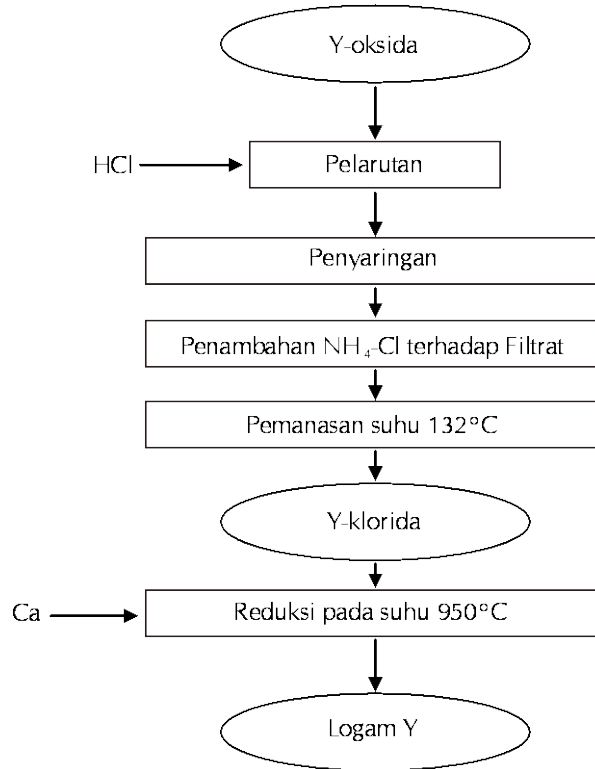 Y-oksida
HCl
Pelarutan
Penyaringan
Penambahan NH₄-Cl terhadap Filtrat
Pemanasan suhu 132°C
Y-klorida
Ca
Reduksi pada suhu 950°C
Logam Y